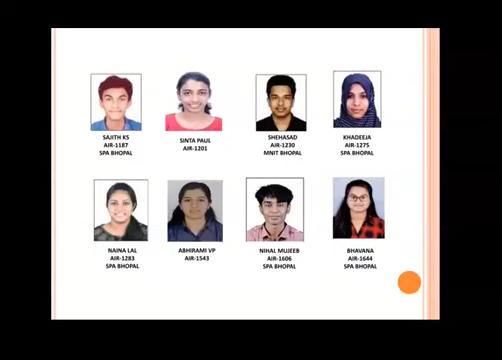 SAJITH KS
AIR-1187
SPA BHOPAL
SINTA PAUL
AIR-1201
SHEHASAD
AIR-1230
MNIT BHOPAL
KHADEEJA
AIR-1275
SPA BHOPAL
NAINA LAL
AIR-1283
SPA BHOPAL
ABHIRAMI VP
AIR-1543
NIHAL MUJEEB
AIR-1606
SPA BHOPAL
BHAVANA
AIR-1644
SPA BHOPAL